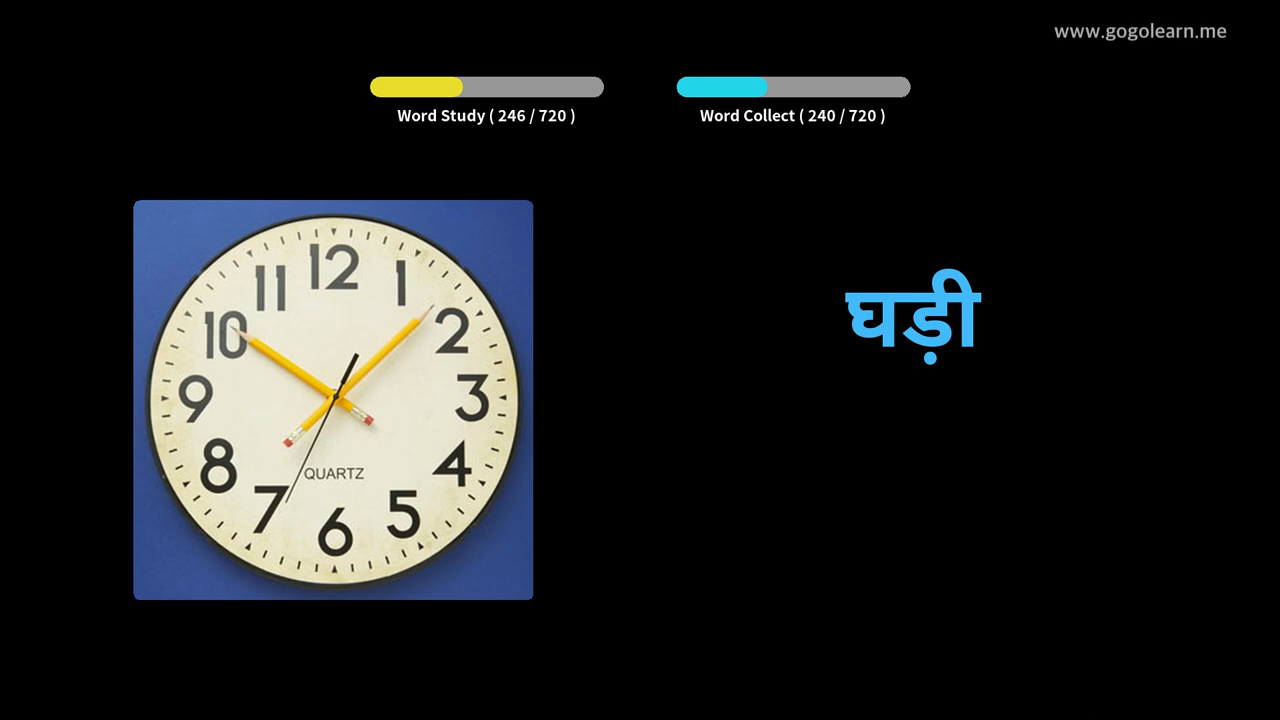 www.gogolearn.me
Word Study ( 246 / 720 )
Word Collect ( 240 / 720 )
घड़ी
12
1
2
3
4
5
6
7
8
9
10
11
QUARTZ